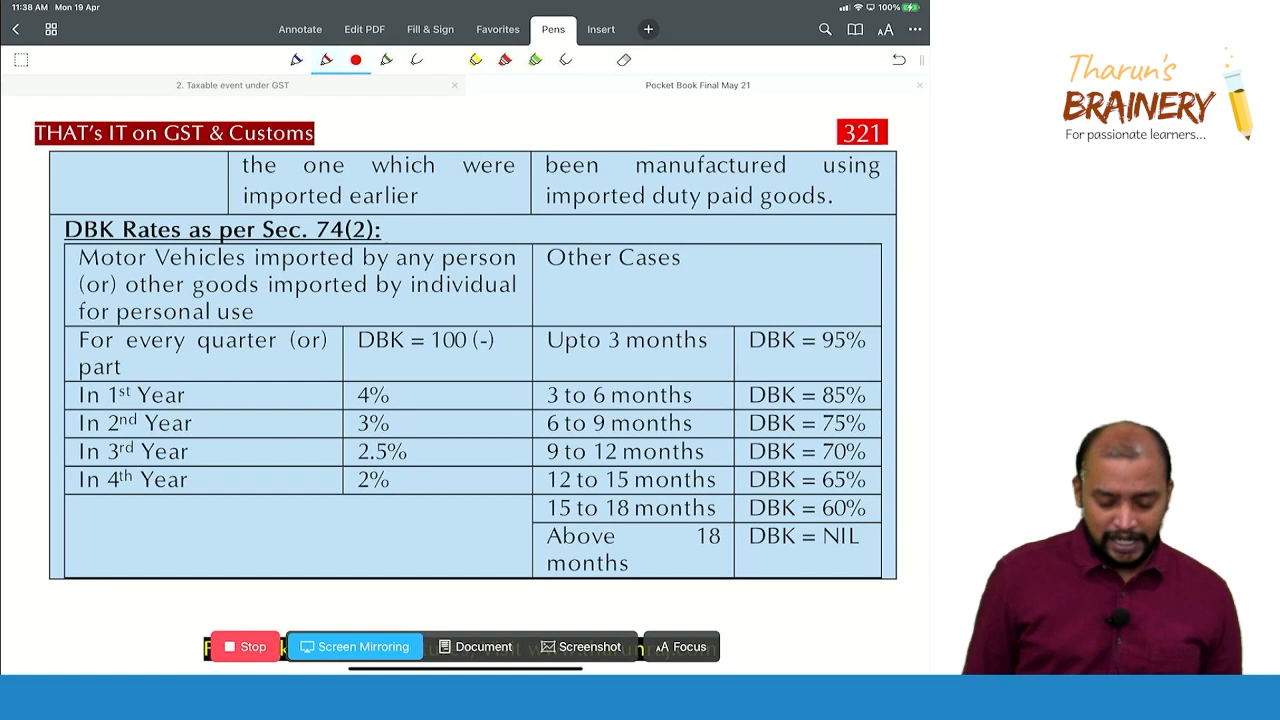 11:38 AM Mon 19 Apr
100%
Annotate Edit PDF Fill & Sign Favorites Pens Insert
AA
2. Taxable event under GST
Pocket Book Final May 21
THAT's IT on GST & Customs
321
the one which were
imported earlier
been manufactured using
imported duty paid goods.
DBK Rates as per Sec. 74(2):
Motor Vehicles imported by any person
(or) other goods imported by individual
for personal use
Other Cases
For every quarter (or)
part
DBK = 100 (-)
Upto 3 months
DBK = 95%
In 1st Year
4%
3 to 6 months
DBK = 85%
In 2nd Year
3%
6 to 9 months
DBK = 75%
In 3rd Year
2.5%
9 to 12 months
DBK = 70%
In 4th Year
2%
12 to 15 months
DBK = 65%
15 to 18 months
DBK = 60%
Above 18
months
DBK = NIL
Stop
Screen Mirroring
Document
Screenshot
AA Focus
Tharun's
BRAINERY
For passionate learners...